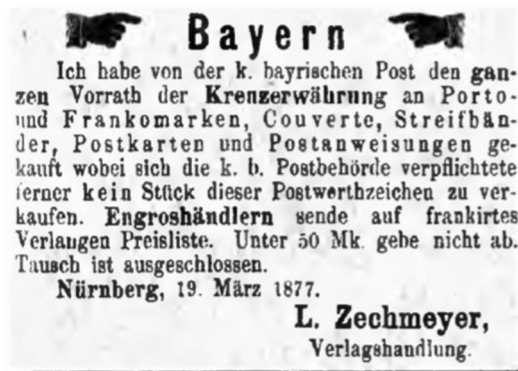 Bayern
Ich habe von der k. bayrischen Post den gan-
zen Vorrath der Kreuzerwährung an Porto-
und Frankomarken, Couverte, Streifbän-
der, Postkarten und Postanweisungen ge-
kauft wobei sich die k. b. Postbehörde verpflichtete
ferner kein Stück dieser Postwerthzeichen zu ver-
kaufen. Engroshändlern sende auf frankirtes
Verlangen Preisliste. Unter 50 Mk. gebe nicht ab.
Tausch ist ausgeschlossen.
Nürnberg, 19. März 1877.
L. Zechmeyer,
Verlagshandlung.